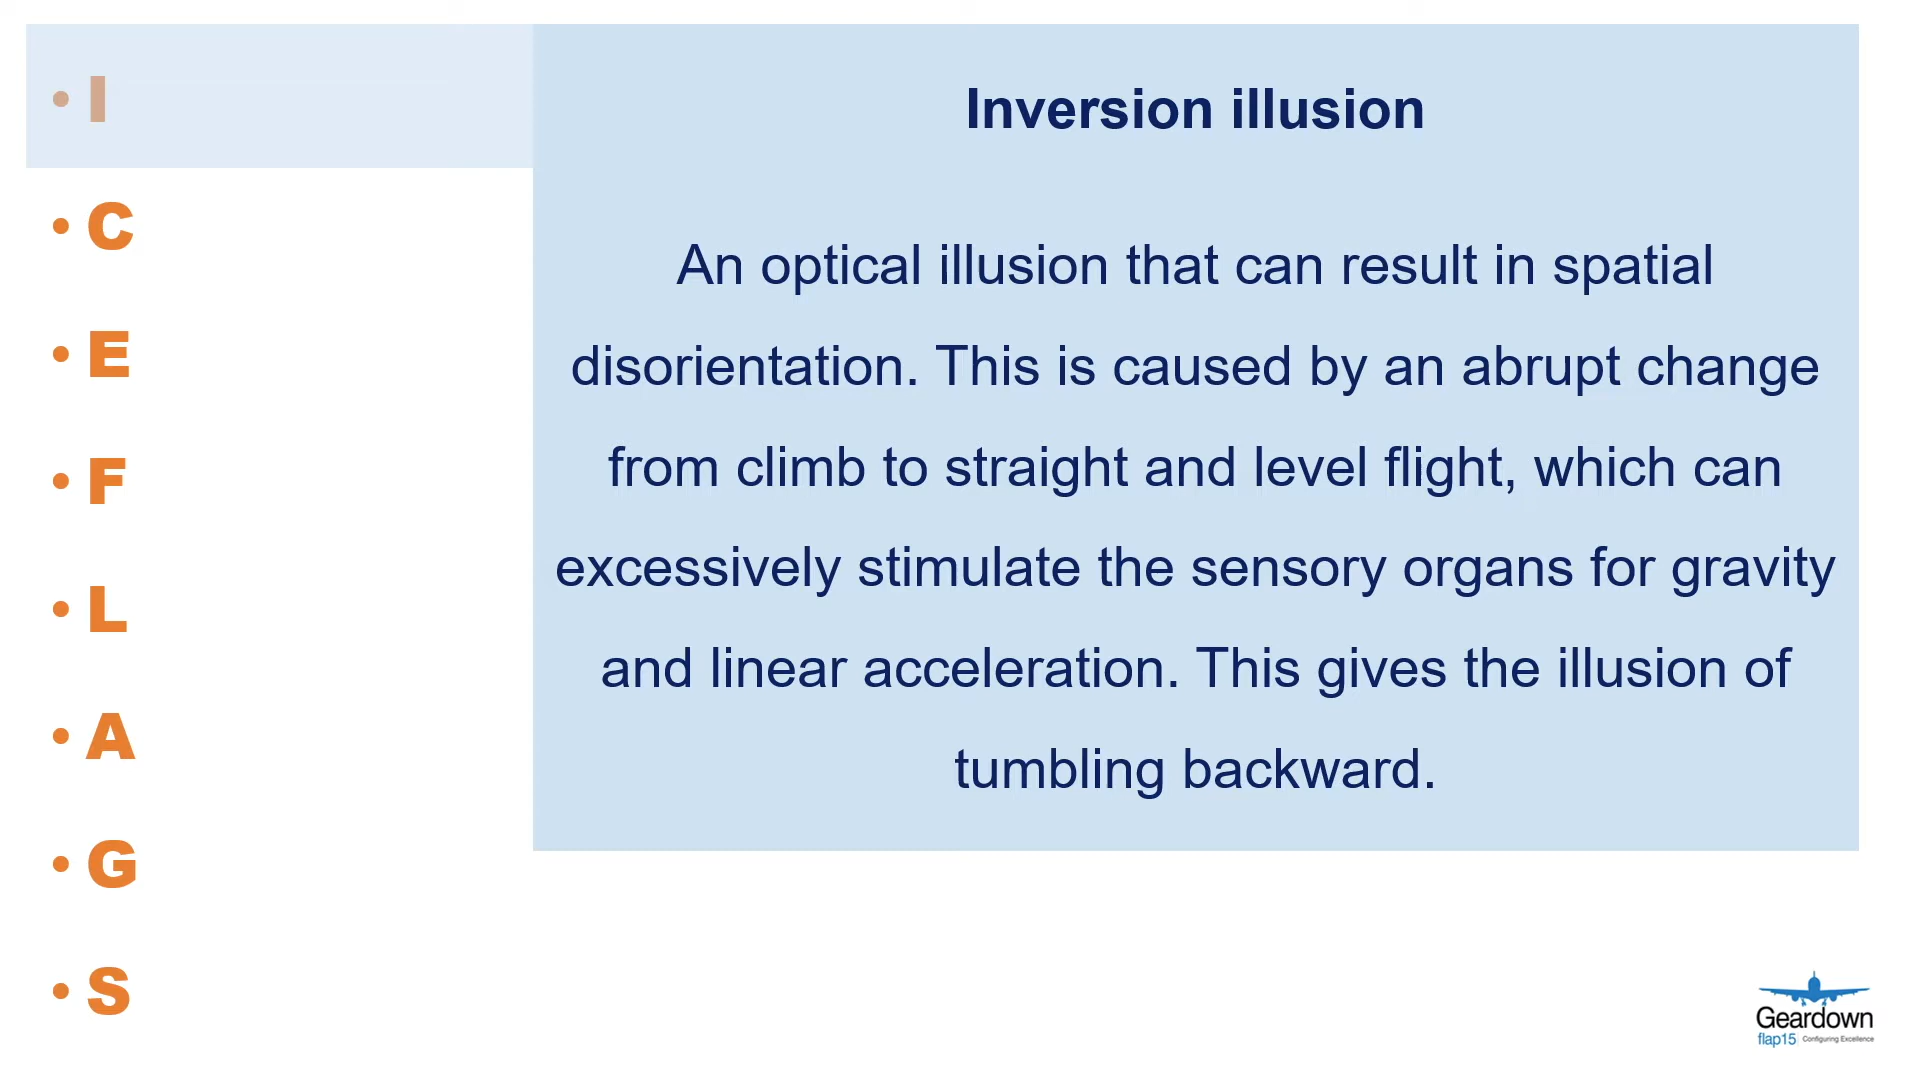 • I
• C
• E
• F
• L
• A
• G
• S
Inversion illusion
An optical illusion that can result in spatial
disorientation. This is caused by an abrupt change
from climb to straight and level flight, which can
excessively stimulate the sensory organs for gravity
and linear acceleration. This gives the illusion of
tumbling backward.
Geardown
flap15 Configuring Excellence